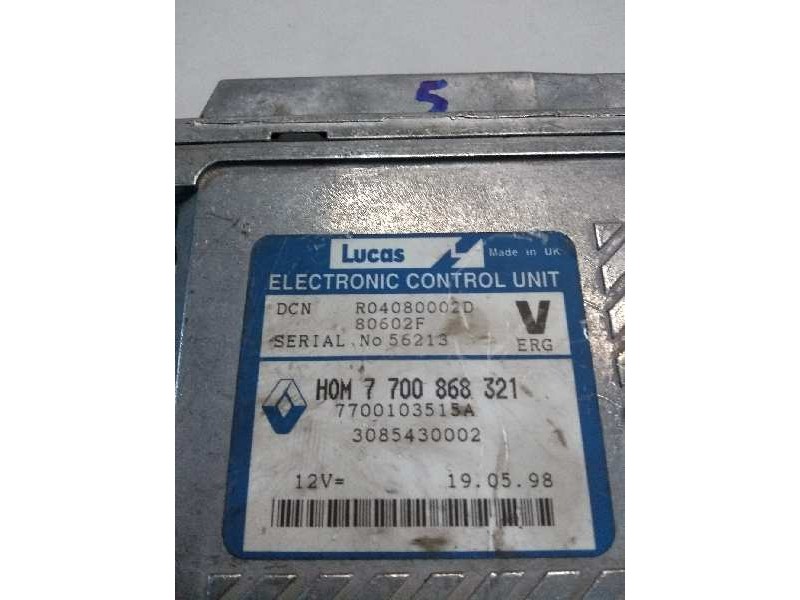 5
Lucas Made in UK
ELECTRONIC CONTROL UNIT
DCN R04080002D V
80602F
SERIAL No 56213 ERG
HOM 7 700 868 321
7700103515A
3085430002
12V= 19.05.98